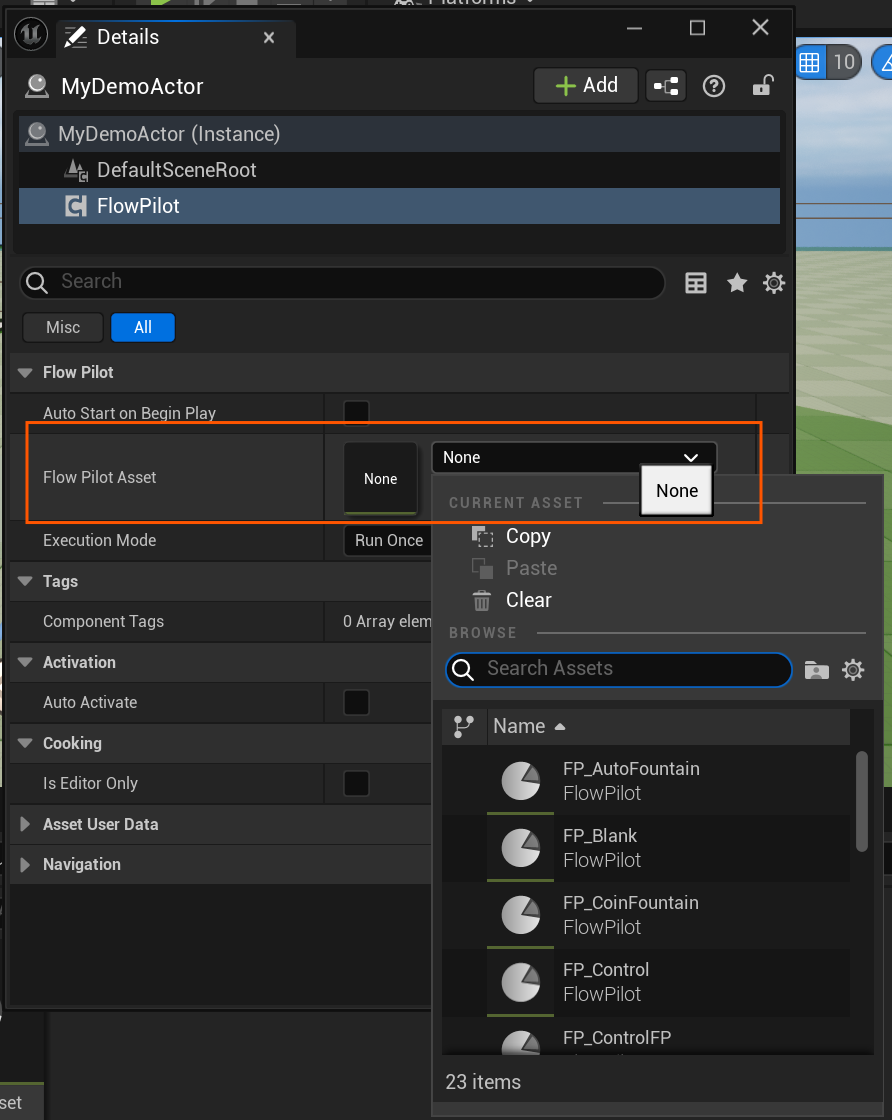 Platforms
Details
MyDemoActor
Add
10
MyDemoActor (Instance)
DefaultSceneRoot
FlowPilot
Search
Misc
All
Flow Pilot
Auto Start on Begin Play
Flow Pilot Asset
None
None
None
CURRENT ASSET
Execution Mode
Run Once
Copy
Paste
Clear
Tags
Component Tags
0 Array elem
BROWSE
Search Assets
Activation
Auto Activate
Name
Cooking
Is Editor Only
FP_AutoFountain
FlowPilot
Asset User Data
FP_Blank
FlowPilot
Navigation
FP_CoinFountain
FlowPilot
FP_Control
FlowPilot
FP_ControlFP
23 items
set